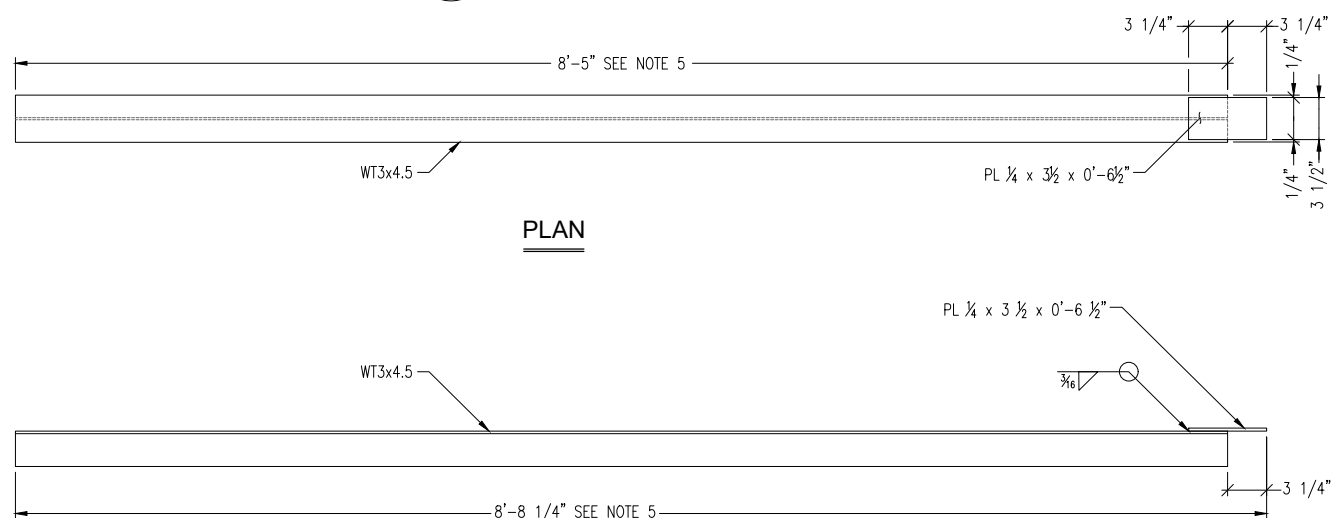 3 1/4" 3 1/4"
8'-5" SEE NOTE 5
1/4"
WT3x4.5
PL ¼ x 3½ x 0'-6½"
1/4"
3 1/2"
PLAN
PL ¼ x 3 ½ x 0'-6 ½"
WT3x4.5
3/16
3 1/4"
8'-8 1/4" SEE NOTE 5